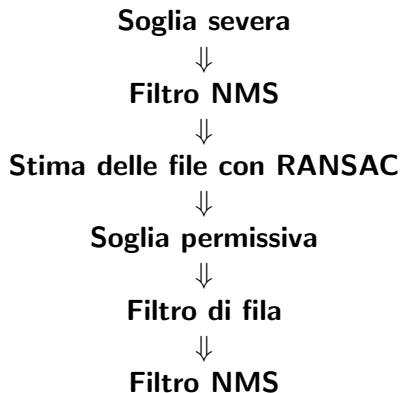 Soglia severa
⇓
Filtro NMS
⇓
Stima delle file con RANSAC
⇓
Soglia permissiva
⇓
Filtro di fila
⇓
Filtro NMS